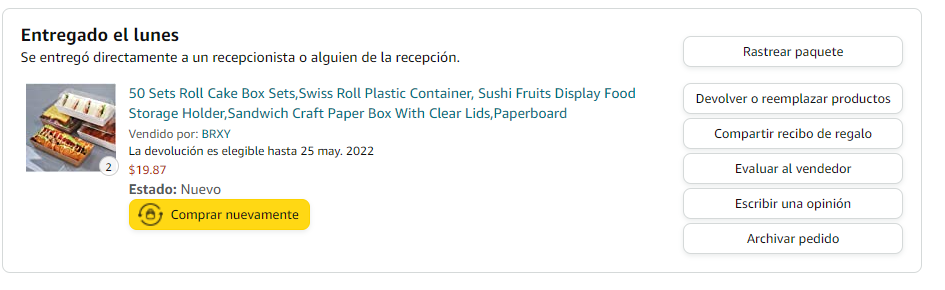 Entregado el lunes
Se entregó directamente a un recepcionista o alguien de la recepción.
50 Sets Roll Cake Box Sets,Swiss Roll Plastic Container, Sushi Fruits Display Food
Storage Holder,Sandwich Craft Paper Box With Clear Lids,Paperboard
Vendido por: BRXY
La devolución es elegible hasta 25 may. 2022
2
$19.87
Estado: Nuevo
Comprar nuevamente
Rastrear paquete
Devolver o reemplazar productos
Compartir recibo de regalo
Evaluar al vendedor
Escribir una opinión
Archivar pedido